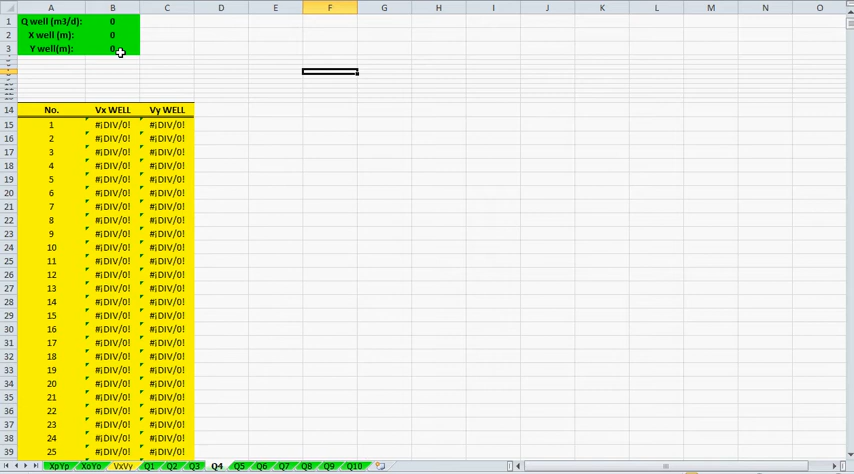 A B C D E F G H I J K L M N O
1 Q well (m3/d): 0
2 X well (m): 0
3 Y well(m): 0
14 No. Vx WELL Vy WELL
15 1 #¡DIV/0! #¡DIV/0!
16 2 #¡DIV/0! #¡DIV/0!
17 3 #¡DIV/0! #¡DIV/0!
18 4 #¡DIV/0! #¡DIV/0!
19 5 #¡DIV/0! #¡DIV/0!
20 6 #¡DIV/0! #¡DIV/0!
21 7 #¡DIV/0! #¡DIV/0!
22 8 #¡DIV/0! #¡DIV/0!
23 9 #¡DIV/0! #¡DIV/0!
24 10 #¡DIV/0! #¡DIV/0!
25 11 #¡DIV/0! #¡DIV/0!
26 12 #¡DIV/0! #¡DIV/0!
27 13 #¡DIV/0! #¡DIV/0!
28 14 #¡DIV/0! #¡DIV/0!
29 15 #¡DIV/0! #¡DIV/0!
30 16 #¡DIV/0! #¡DIV/0!
31 17 #¡DIV/0! #¡DIV/0!
32 18 #¡DIV/0! #¡DIV/0!
33 19 #¡DIV/0! #¡DIV/0!
34 20 #¡DIV/0! #¡DIV/0!
35 21 #¡DIV/0! #¡DIV/0!
36 22 #¡DIV/0! #¡DIV/0!
37 23 #¡DIV/0! #¡DIV/0!
38 24 #¡DIV/0! #¡DIV/0!
39 25 #¡DIV/0! #¡DIV/0!
XpYp XoYo VxVy Q1 Q2 Q3 Q4 Q5 Q6 Q7 Q8 Q9 Q10